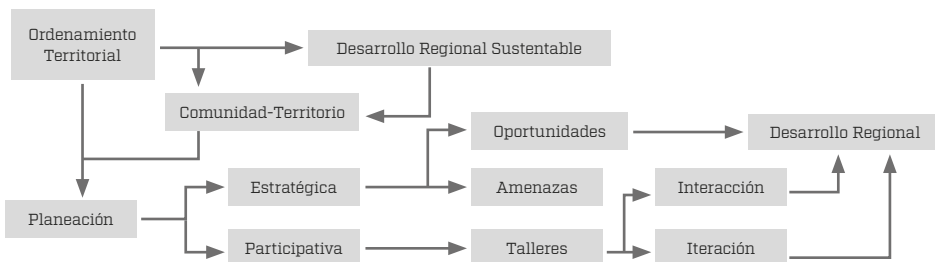 Ordenamiento
Territorial
Desarrollo Regional Sustentable
Comunidad-Territorio
Oportunidades
Desarrollo Regional
Estratégica
Amenazas
Interacción
Planeación
Participativa
Talleres
Iteración